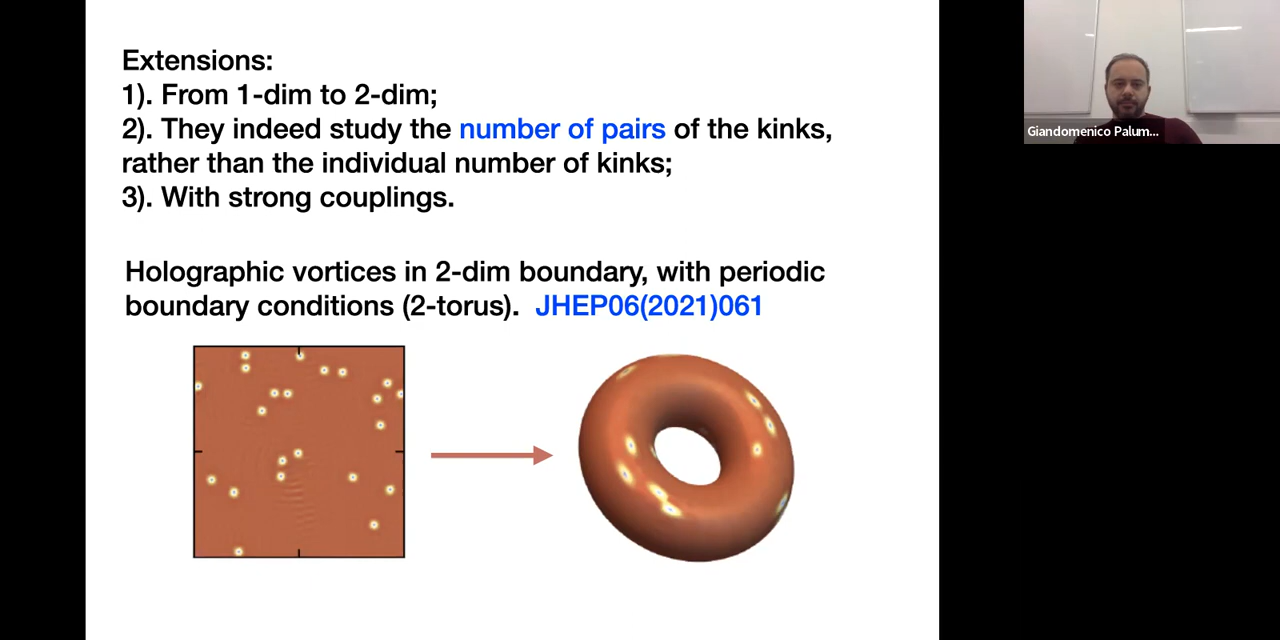 Extensions:
1). From 1-dim to 2-dim;
2). They indeed study the number of pairs of the kinks,
rather than the individual number of kinks;
3). With strong couplings.
Holographic vortices in 2-dim boundary, with periodic
boundary conditions (2-torus). JHEP06(2021)061
Giandomenico Palum...